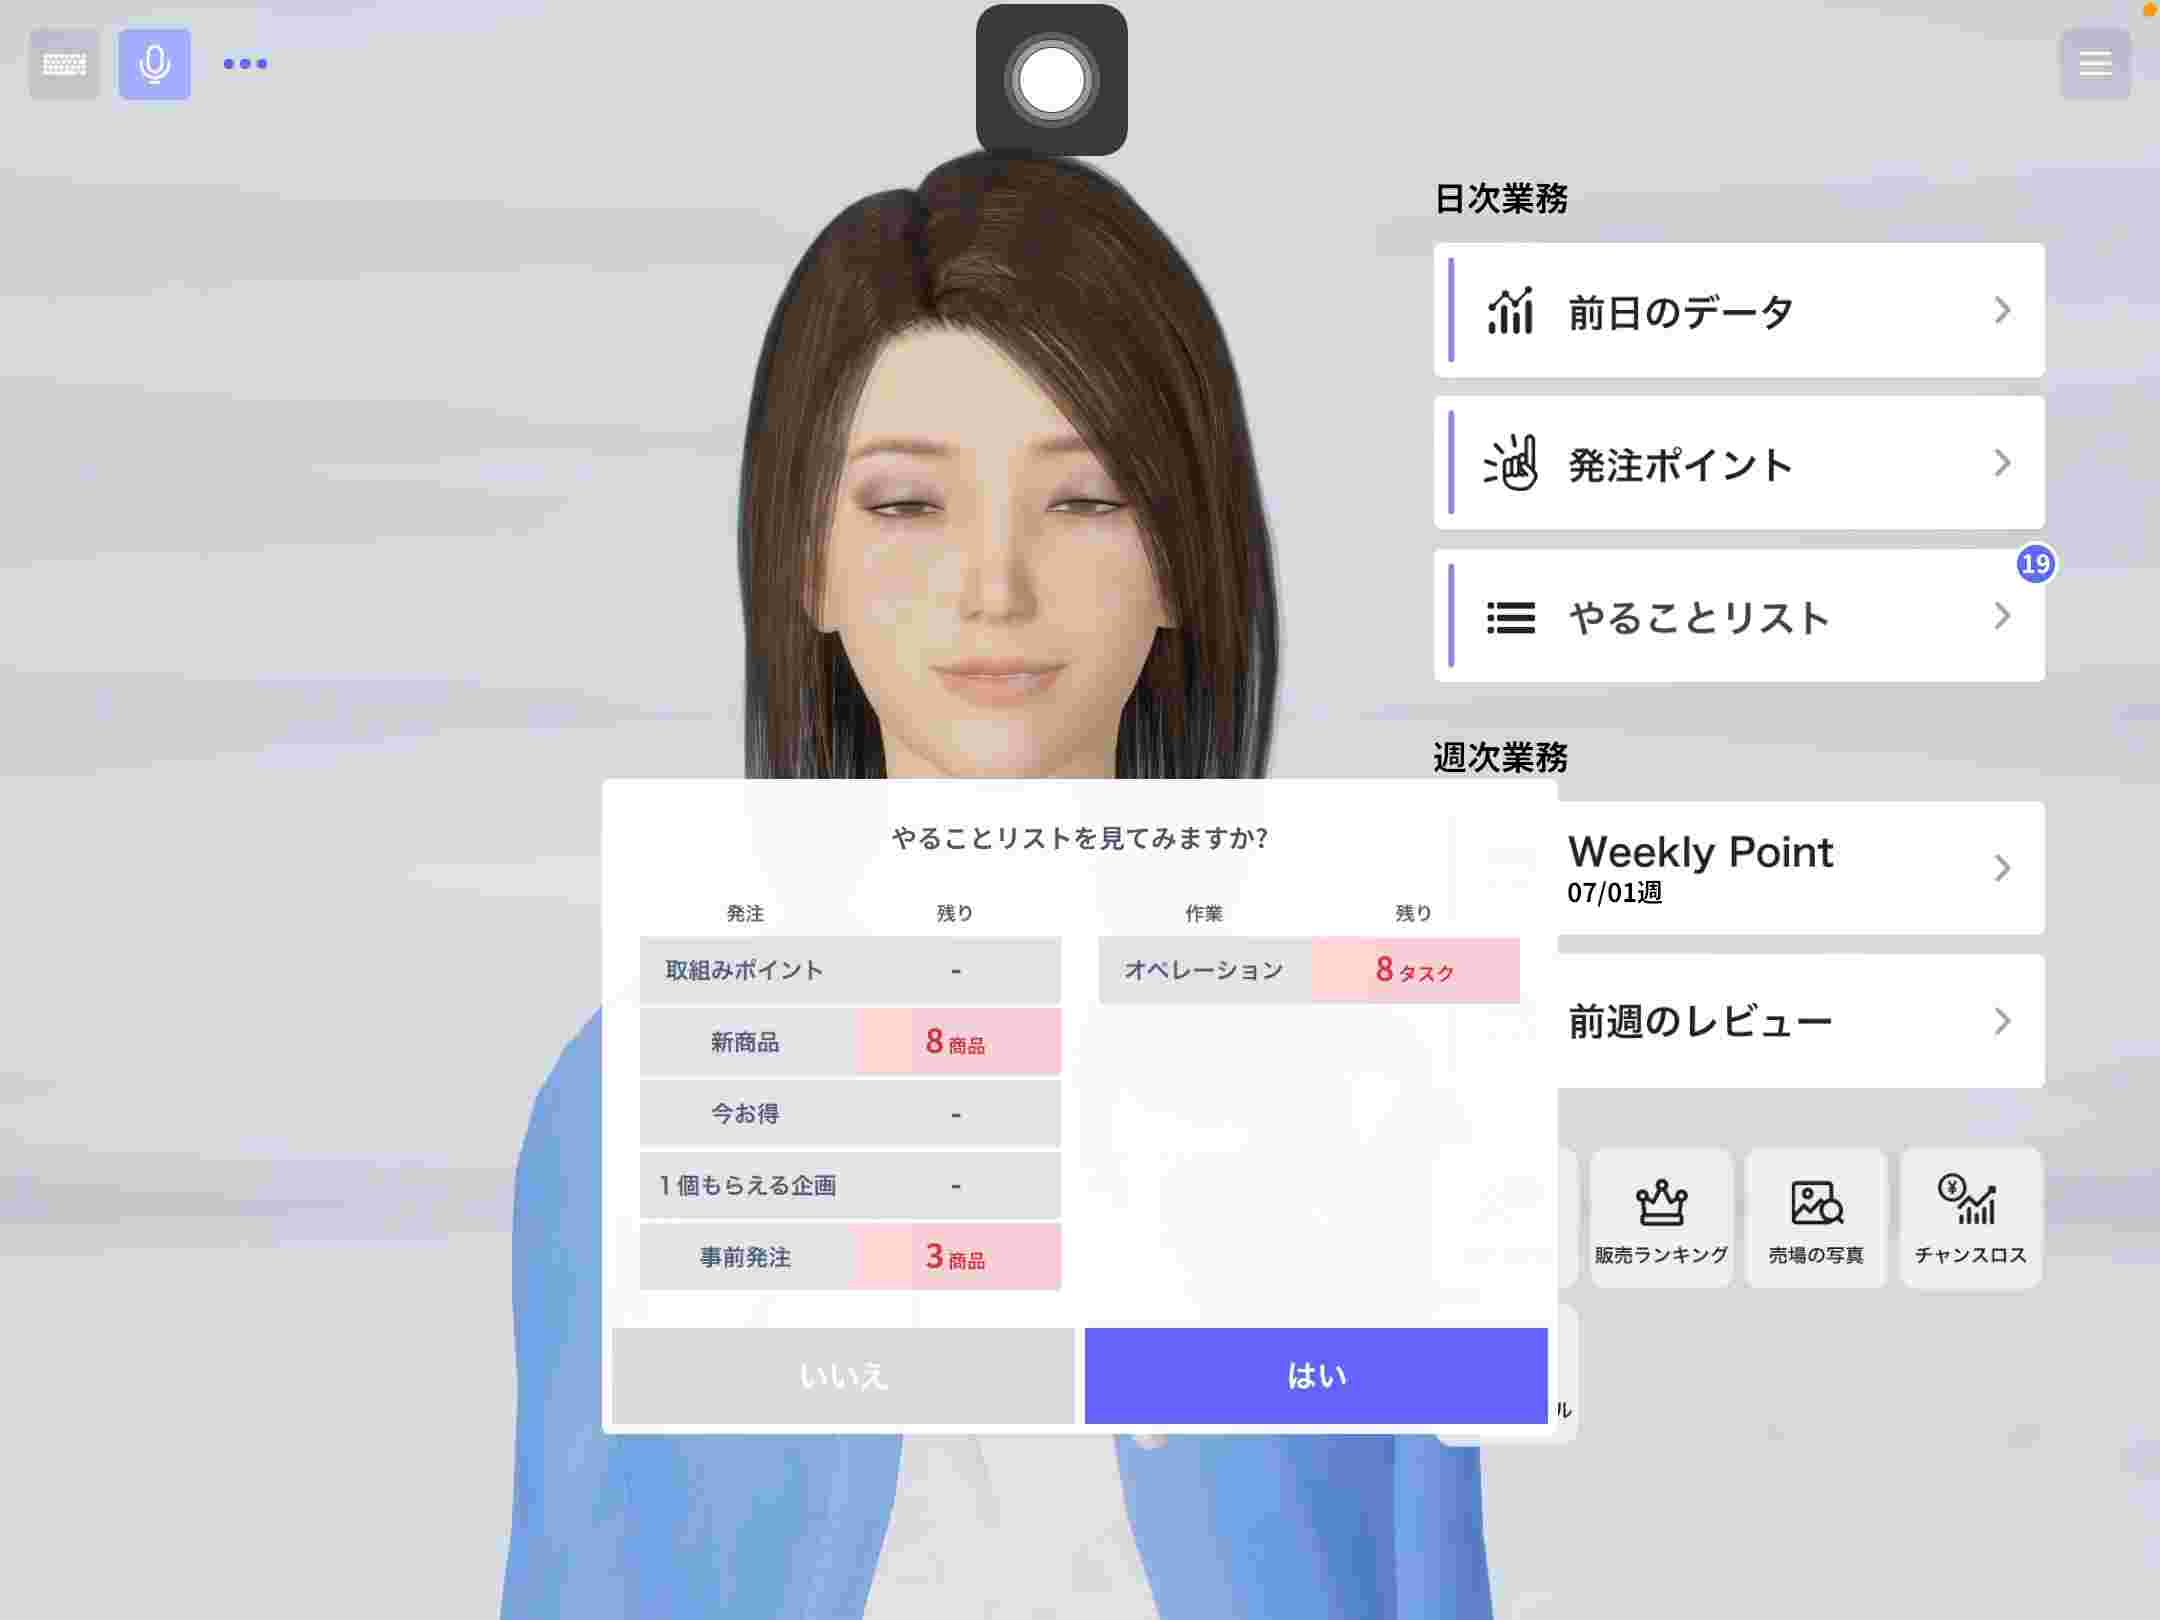 日次業務
前日のデータ
発注ポイント
19
やることリスト
週次業務
Weekly Point
07/01週
前週のレビュー
販売ランキング
売場の写真
チャンスロス
ル
やることリストを見てみますか?
発注 残り
取組みポイント -
新商品 8商品
今お得 -
1個もらえる企画 -
事前発注 3商品
作業 残り
オペレーション 8タスク
いいえ
はい